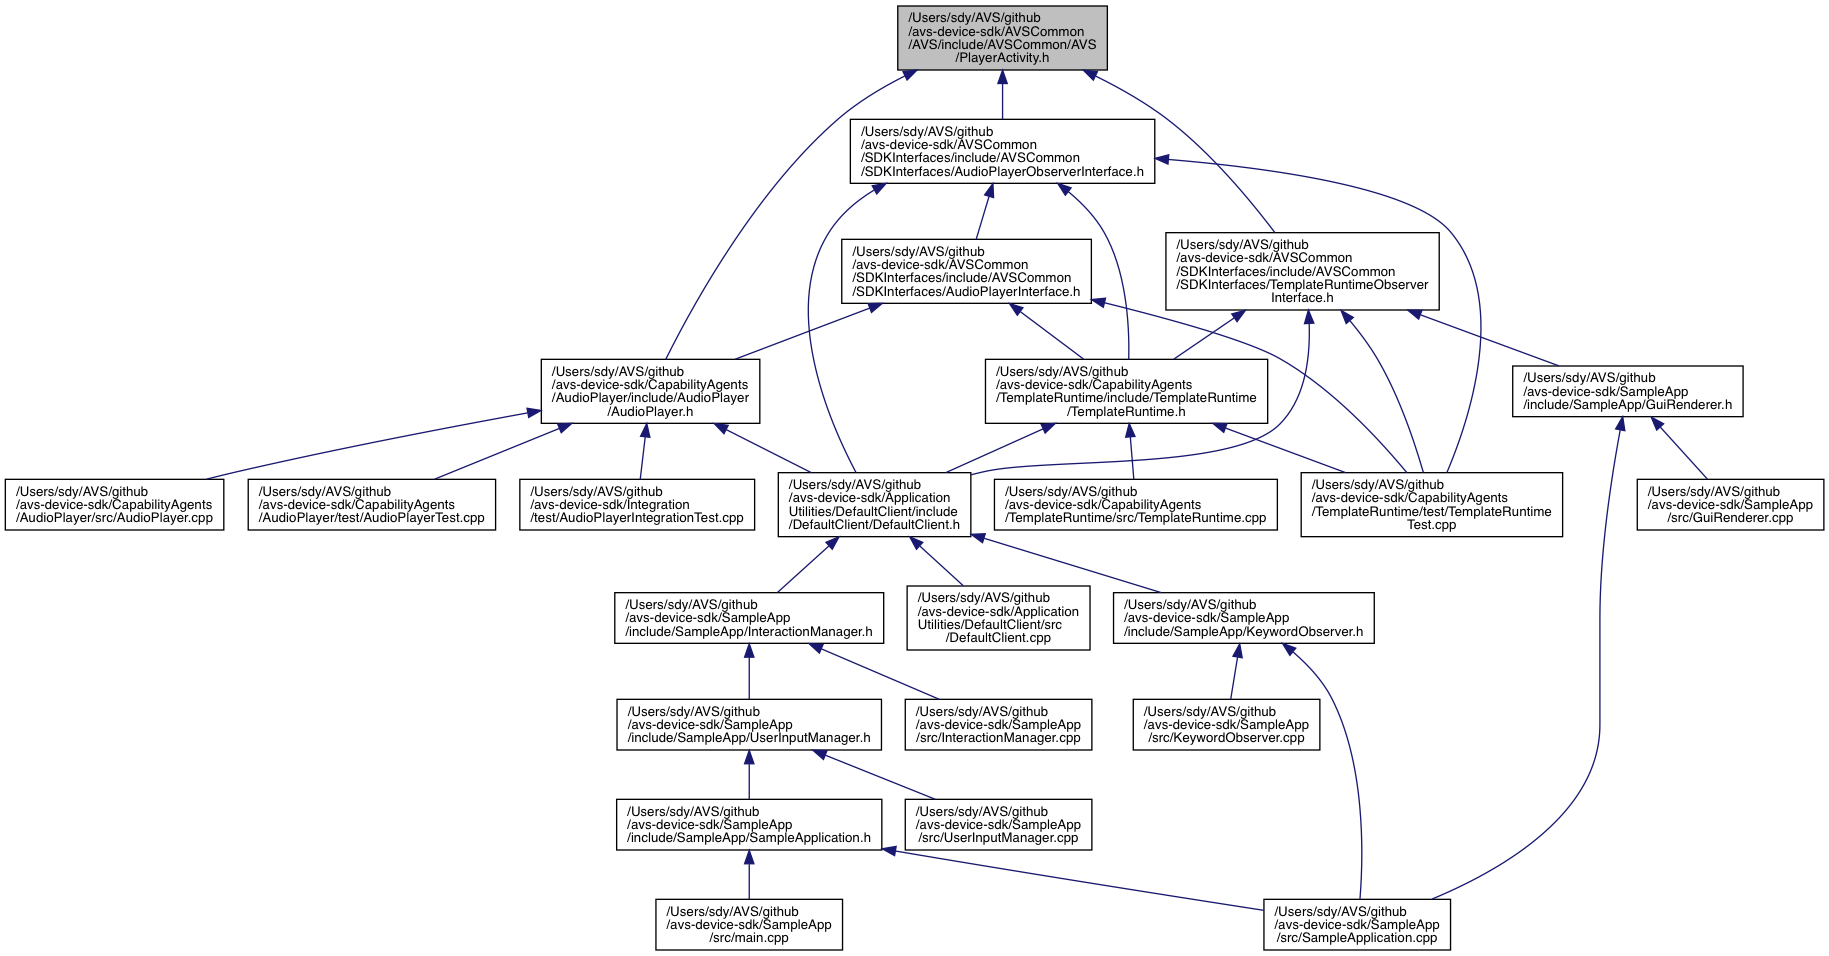 /Users/sdy/AVS/github
/avs-device-sdk/AVSCommon
/AVS/include/AVSCommon/AVS
/PlayerActivity.h
/Users/sdy/AVS/github
/avs-device-sdk/AVSCommon
/SDKInterfaces/include/AVSCommon
/SDKInterfaces/AudioPlayerObserverInterface.h
/Users/sdy/AVS/github
/avs-device-sdk/AVSCommon
/SDKInterfaces/include/AVSCommon
/SDKInterfaces/AudioPlayerInterface.h
/Users/sdy/AVS/github
/avs-device-sdk/AVSCommon
/SDKInterfaces/include/AVSCommon
/SDKInterfaces/TemplateRuntimeObserver
Interface.h
/Users/sdy/AVS/github
/avs-device-sdk/CapabilityAgents
/AudioPlayer/include/AudioPlayer
/AudioPlayer.h
/Users/sdy/AVS/github
/avs-device-sdk/CapabilityAgents
/TemplateRuntime/include/TemplateRuntime
/TemplateRuntime.h
/Users/sdy/AVS/github
/avs-device-sdk/SampleApp
/include/SampleApp/GuiRenderer.h
/Users/sdy/AVS/github
/avs-device-sdk/CapabilityAgents
/AudioPlayer/src/AudioPlayer.cpp
/Users/sdy/AVS/github
/avs-device-sdk/CapabilityAgents
/AudioPlayer/test/AudioPlayerTest.cpp
/Users/sdy/AVS/github
/avs-device-sdk/Integration
/test/AudioPlayerIntegrationTest.cpp
/Users/sdy/AVS/github
/avs-device-sdk/Application
Utilities/DefaultClient/include
/DefaultClient/DefaultClient.h
/Users/sdy/AVS/github
/avs-device-sdk/CapabilityAgents
/TemplateRuntime/src/TemplateRuntime.cpp
/Users/sdy/AVS/github
/avs-device-sdk/CapabilityAgents
/TemplateRuntime/test/TemplateRuntime
Test.cpp
/Users/sdy/AVS/github
/avs-device-sdk/SampleApp
/src/GuiRenderer.cpp
/Users/sdy/AVS/github
/avs-device-sdk/SampleApp
/include/SampleApp/InteractionManager.h
/Users/sdy/AVS/github
/avs-device-sdk/Application
Utilities/DefaultClient/src
/DefaultClient.cpp
/Users/sdy/AVS/github
/avs-device-sdk/SampleApp
/include/SampleApp/KeywordObserver.h
/Users/sdy/AVS/github
/avs-device-sdk/SampleApp
/include/SampleApp/UserInputManager.h
/Users/sdy/AVS/github
/avs-device-sdk/SampleApp
/src/InteractionManager.cpp
/Users/sdy/AVS/github
/avs-device-sdk/SampleApp
/src/KeywordObserver.cpp
/Users/sdy/AVS/github
/avs-device-sdk/SampleApp
/include/SampleApp/SampleApplication.h
/Users/sdy/AVS/github
/avs-device-sdk/SampleApp
/src/UserInputManager.cpp
/Users/sdy/AVS/github
/avs-device-sdk/SampleApp
/src/main.cpp
/Users/sdy/AVS/github
/avs-device-sdk/SampleApp
/src/SampleApplication.cpp